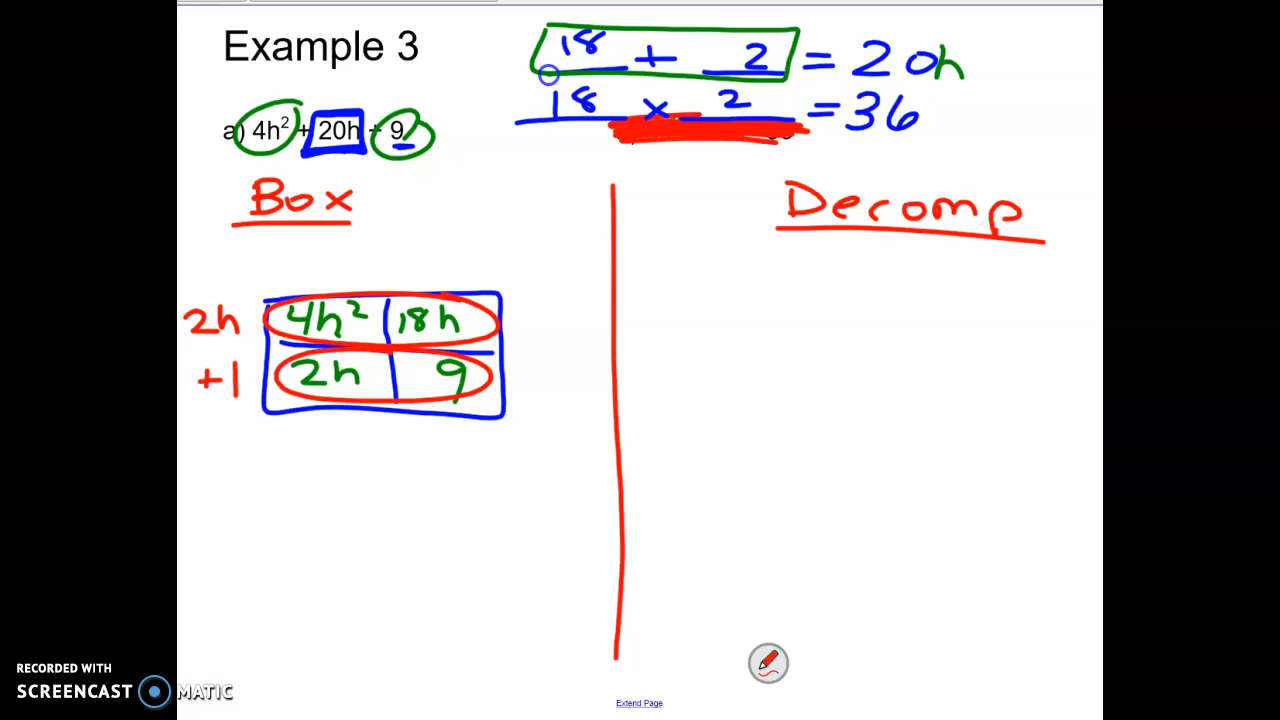 Example 3
18 + 2 = 20h
18 x 2 = 36
a) 4h² + 20h + 9
Box
Decomp
2h 4h² 18h
+1 2h 9
RECORDED WITH
SCREENCAST MATIC
Extend Page